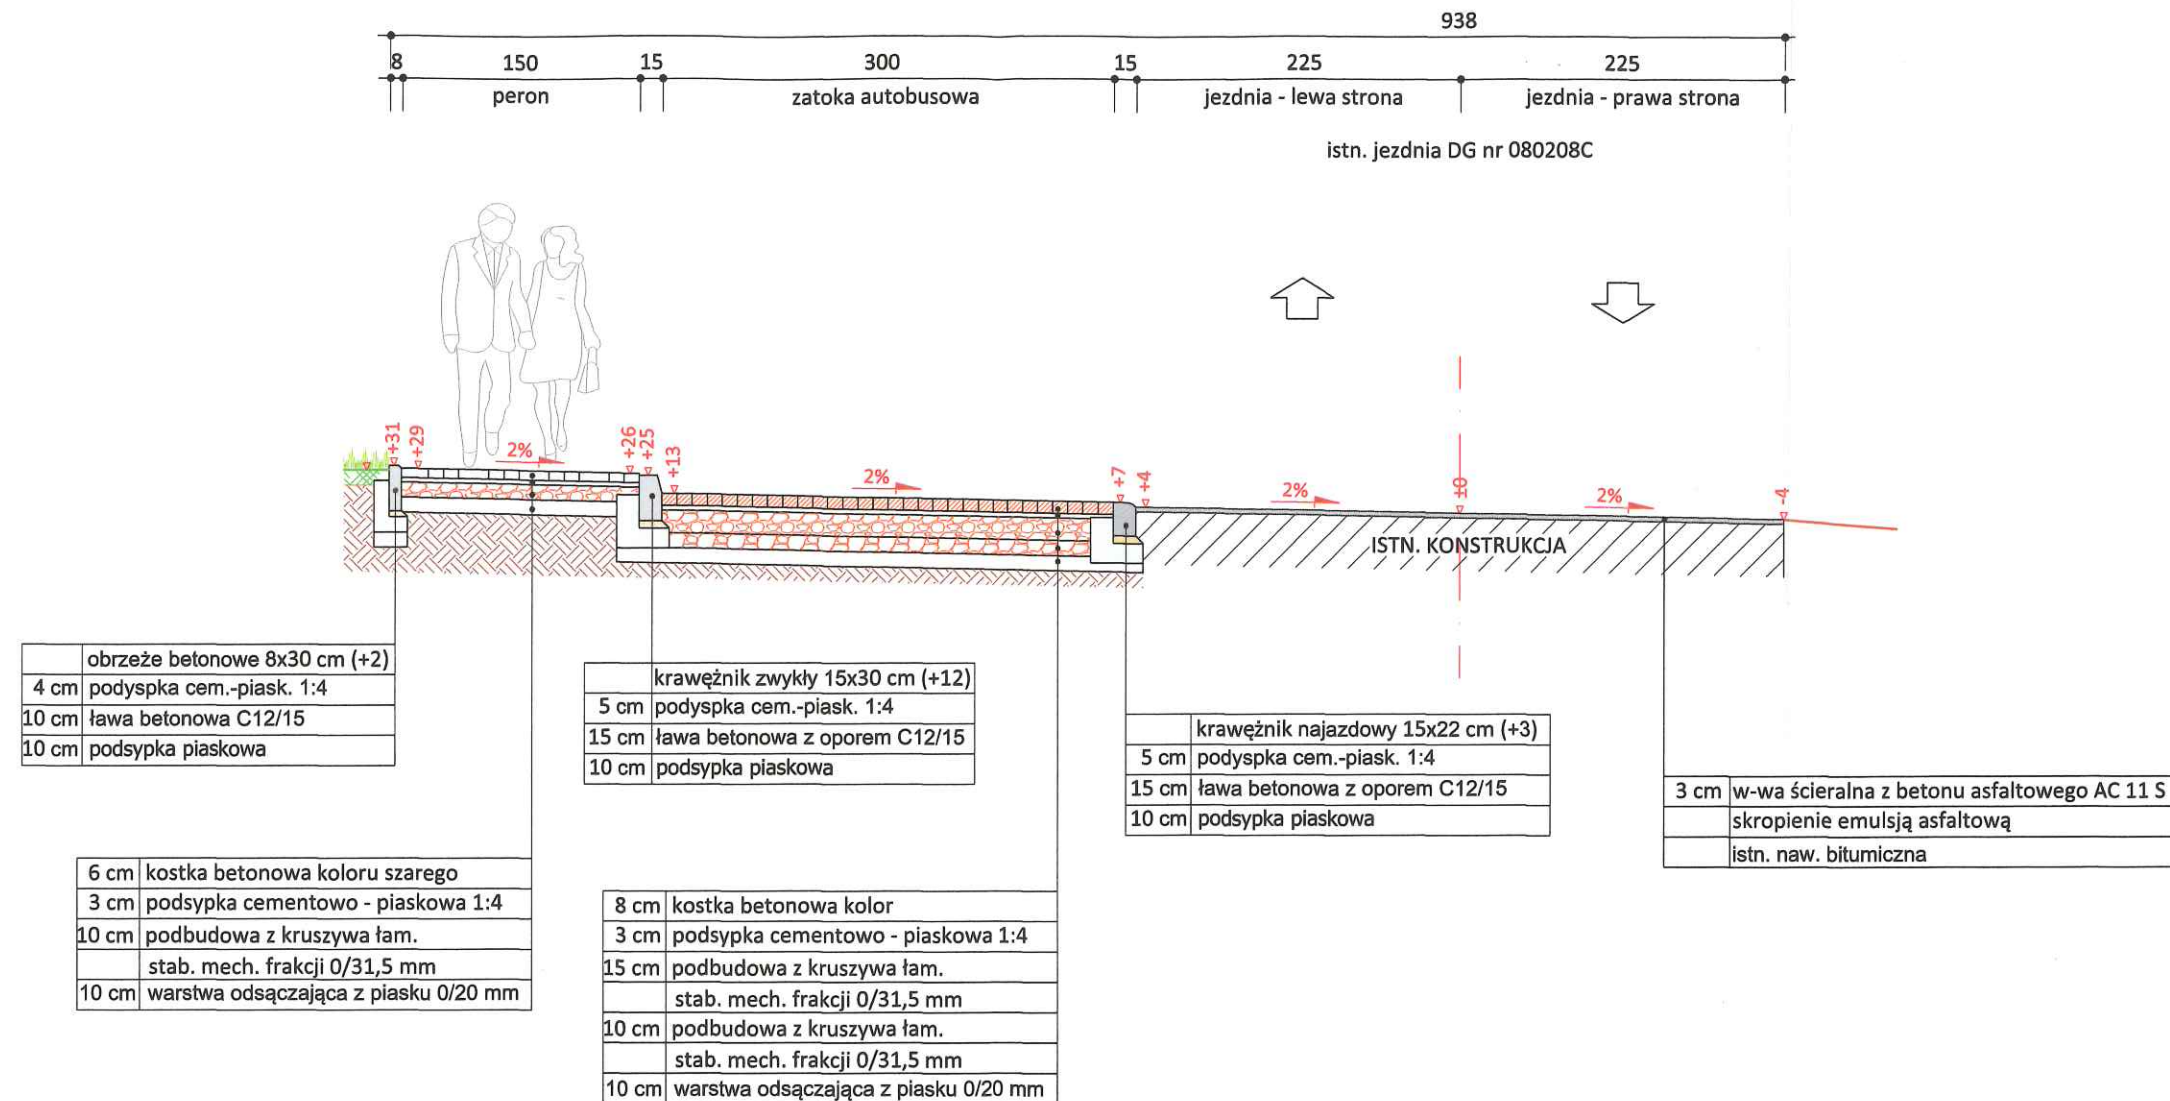 938
8 150 15 300 15 225 225
peron zatoka autobusowa jezdnia - lewa strona jezdnia - prawa strona
istn. jezdnia DG nr 080208C
+31 +29 2% +26 +25 +13 2% +7 +4 2% ±0 2% -4
ISTN. KONSTRUKCJA
obrzeże betonowe 8x30 cm (+2)
4 cm podyspka cem.-piask. 1:4
10 cm ława betonowa C12/15
10 cm podsypka piaskowa
krawężnik zwykły 15x30 cm (+12)
5 cm podyspka cem.-piask. 1:4
15 cm ława betonowa z oporem C12/15
10 cm podsypka piaskowa
krawężnik najazdowy 15x22 cm (+3)
5 cm podyspka cem.-piask. 1:4
15 cm ława betonowa z oporem C12/15
10 cm podsypka piaskowa
3 cm w-wa ścieralna z betonu asfaltowego AC 11 S
skropienie emulsją asfaltową
istn. naw. bitumiczna
6 cm kostka betonowa koloru szarego
3 cm podsypka cementowo - piaskowa 1:4
10 cm podbudowa z kruszywa łam.
stab. mech. frakcji 0/31,5 mm
10 cm warstwa odsączająca z piasku 0/20 mm
8 cm kostka betonowa kolor
3 cm podsypka cementowo - piaskowa 1:4
15 cm podbudowa z kruszywa łam.
stab. mech. frakcji 0/31,5 mm
10 cm podbudowa z kruszywa łam.
stab. mech. frakcji 0/31,5 mm
10 cm warstwa odsączająca z piasku 0/20 mm